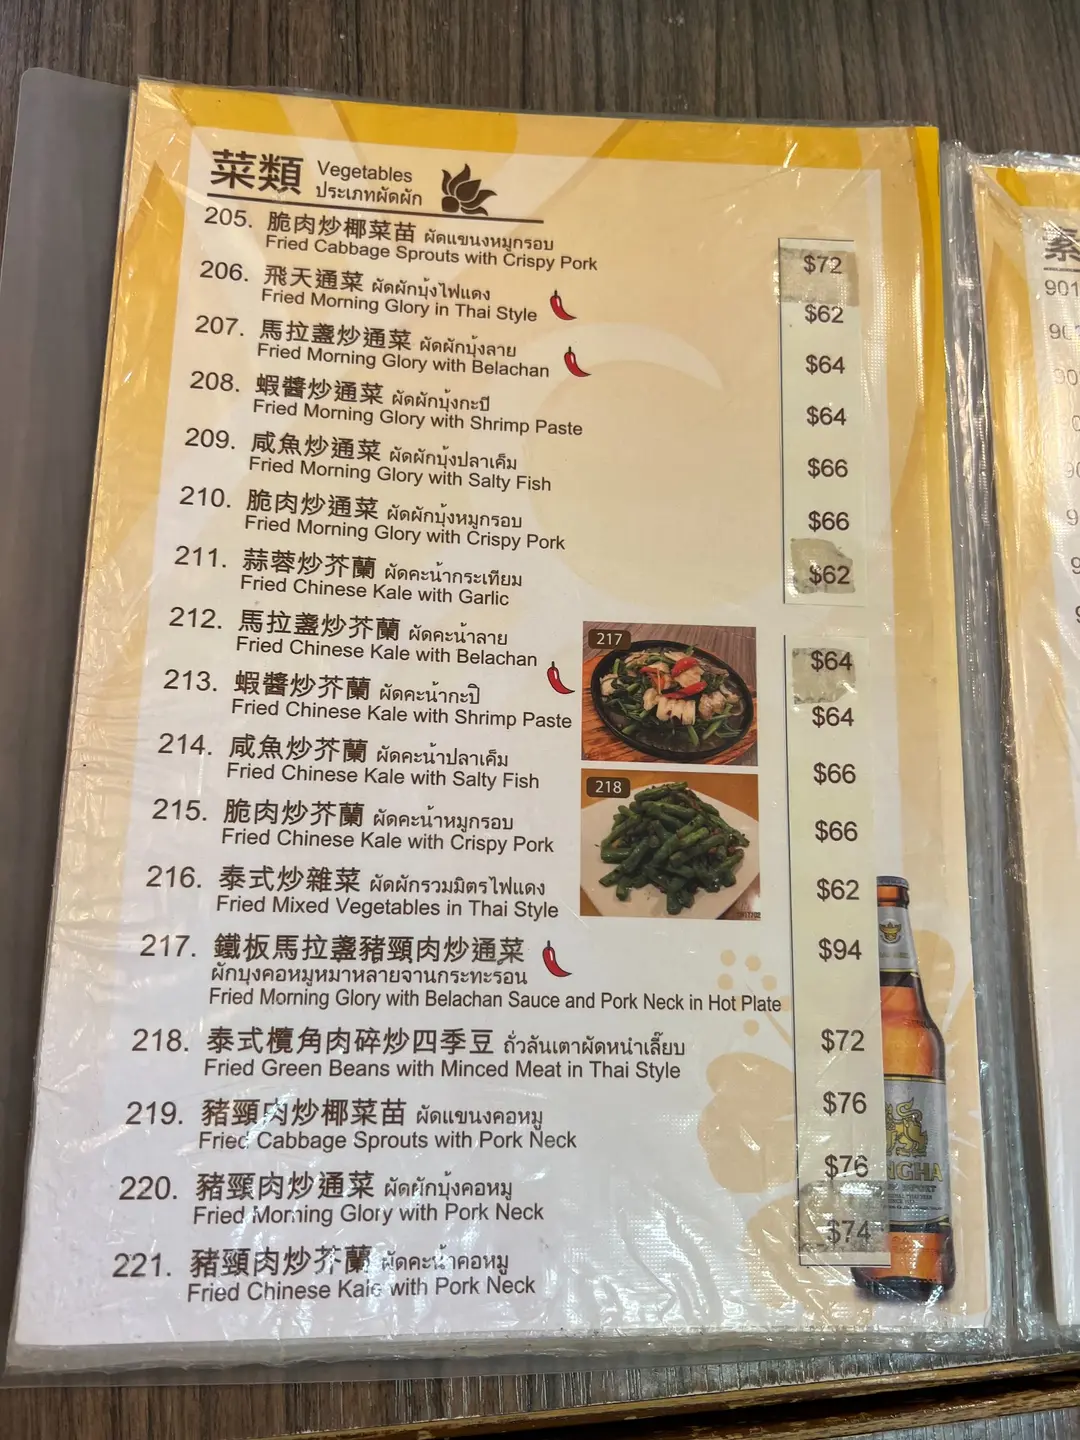 菜類 Vegetables
ประเภทผัดผัก
205. 脆肉炒椰菜苗 ผัดแขนงหมูกรอบ
Fried Cabbage Sprouts with Crispy Pork
$72
206. 飛天通菜 ผัดผักบุ้งไฟแดง
Fried Morning Glory in Thai Style
$62
207. 馬拉盞炒通菜 ผัดผักบุ้งลาย
Fried Morning Glory with Belachan
$64
208. 蝦醬炒通菜 ผัดผักบุ้งกะปิ
Fried Morning Glory with Shrimp Paste
$64
209. 咸魚炒通菜 ผัดผักบุ้งปลาเค็ม
Fried Morning Glory with Salty Fish
$66
210. 脆肉炒通菜 ผัดผักบุ้งหมูกรอบ
Fried Morning Glory with Crispy Pork
$66
211. 蒜蓉炒芥蘭 ผัดคะน้ากระเทียม
Fried Chinese Kale with Garlic
$62
212. 馬拉盞炒芥蘭 ผัดคะน้าลาย
Fried Chinese Kale with Belachan
$64
213. 蝦醬炒芥蘭 ผัดคะน้ากะปิ
Fried Chinese Kale with Shrimp Paste
$64
214. 咸魚炒芥蘭 ผัดคะน้าปลาเค็ม
Fried Chinese Kale with Salty Fish
$66
215. 脆肉炒芥蘭 ผัดคะน้าหมูกรอบ
Fried Chinese Kale with Crispy Pork
$66
216. 泰式炒雜菜 ผัดผักรวมมิตรไฟแดง
Fried Mixed Vegetables in Thai Style
$62
217. 鐵板馬拉盞豬頸肉炒通菜
ผักบุงคอหมูหมาหลายจานกระทะรอน
Fried Morning Glory with Belachan Sauce and Pork Neck in Hot Plate
$94
218. 泰式欖角肉碎炒四季豆 ถั่วลันเตาผัดหนำเลี๊ยบ
Fried Green Beans with Minced Meat in Thai Style
$72
219. 豬頸肉炒椰菜苗 ผัดแขนงคอหมู
Fried Cabbage Sprouts with Pork Neck
$76
220. 豬頸肉炒通菜 ผัดผักบุ้งคอหมู
Fried Morning Glory with Pork Neck
$76
221. 豬頸肉炒芥蘭 ผัดคะน้าคอหมู
Fried Chinese Kale with Pork Neck
$74
217
218
素
901